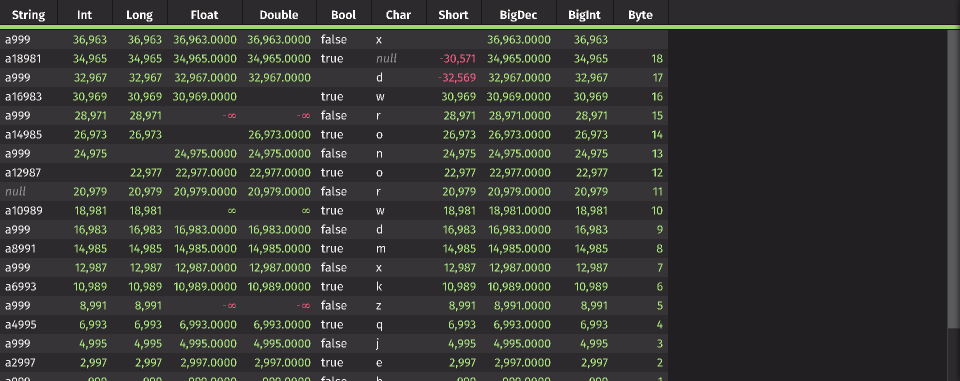 String Int Long Float Double Bool Char Short BigDec BigInt Byte
a999 36,963 36,963 36,963.0000 36,963.0000 false x 36,963.0000 36,963
a18981 34,965 34,965 34,965.0000 34,965.0000 true null -30,571 34,965.0000 34,965 18
a999 32,967 32,967 32,967.0000 32,967.0000 d -32,569 32,967.0000 32,967 17
a16983 30,969 30,969 30,969.0000 true w 30,969 30,969.0000 30,969 16
a999 28,971 28,971 -∞ -∞ false r 28,971 28,971.0000 28,971 15
a14985 26,973 26,973 26,973.0000 true o 26,973 26,973.0000 26,973 14
a999 24,975 24,975.0000 24,975.0000 false n 24,975 24,975.0000 24,975 13
a12987 22,977 22,977.0000 22,977.0000 true o 22,977 22,977.0000 22,977 12
null 20,979 20,979 20,979.0000 20,979.0000 false r 20,979 20,979.0000 20,979 11
a10989 18,981 18,981 ∞ ∞ true w 18,981 18,981.0000 18,981 10
a999 16,983 16,983 16,983.0000 16,983.0000 false d 16,983 16,983.0000 16,983 9
a8991 14,985 14,985 14,985.0000 14,985.0000 true m 14,985 14,985.0000 14,985 8
a999 12,987 12,987 12,987.0000 12,987.0000 false x 12,987 12,987.0000 12,987 7
a6993 10,989 10,989 10,989.0000 10,989.0000 true k 10,989 10,989.0000 10,989 6
a999 8,991 8,991 -∞ -∞ false z 8,991 8,991.0000 8,991 5
a4995 6,993 6,993 6,993.0000 6,993.0000 true q 6,993 6,993.0000 6,993 4
a999 4,995 4,995 4,995.0000 4,995.0000 false j 4,995 4,995.0000 4,995 3
a2997 2,997 2,997 2,997.0000 2,997.0000 true e 2,997 2,997.0000 2,997 2